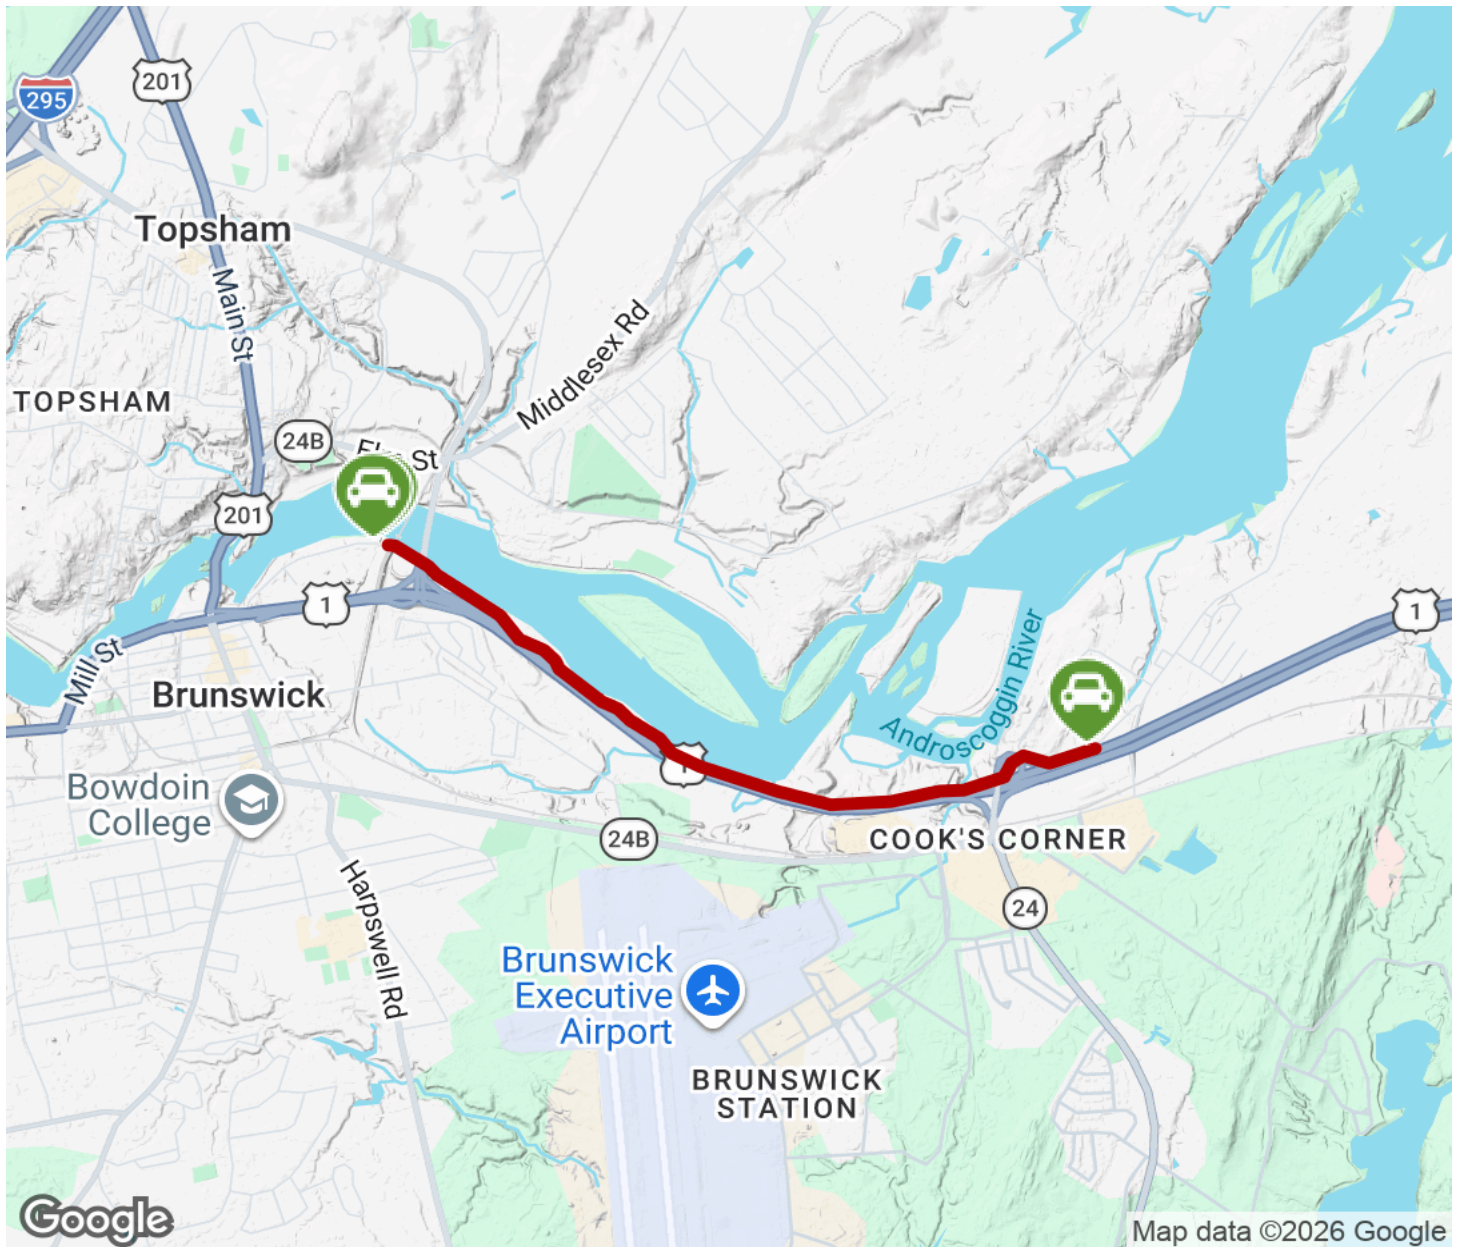 201
295
Topsham
Main St
Middlesex Rd
TOPSHAM
24B
St
201
1
1
Mill St
Androscoggin River
Brunswick
1
Bowdoin
College
24B
COOK'S CORNER
Harpswell Rd
24
Brunswick
Executive
Airport
BRUNSWICK
STATION
Google
Map data ©2026 Google